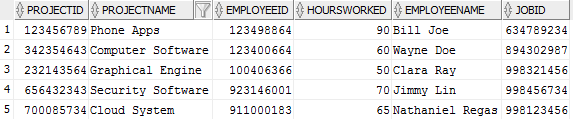 PROJECTID PROJECTNAME EMPLOYEEID HOURSWORKED EMPLOYEENAME JOBID
1 123456789 Phone Apps 123498864 90 Bill Joe 634789234
2 342354643 Computer Software 123400664 60 Wayne Doe 894302987
3 232143564 Graphical Engine 100406366 50 Clara Ray 998321456
4 656432343 Security Software 923146001 70 Jimmy Lin 998456734
5 700085734 Cloud System 911000183 65 Nathaniel Regas 998123456